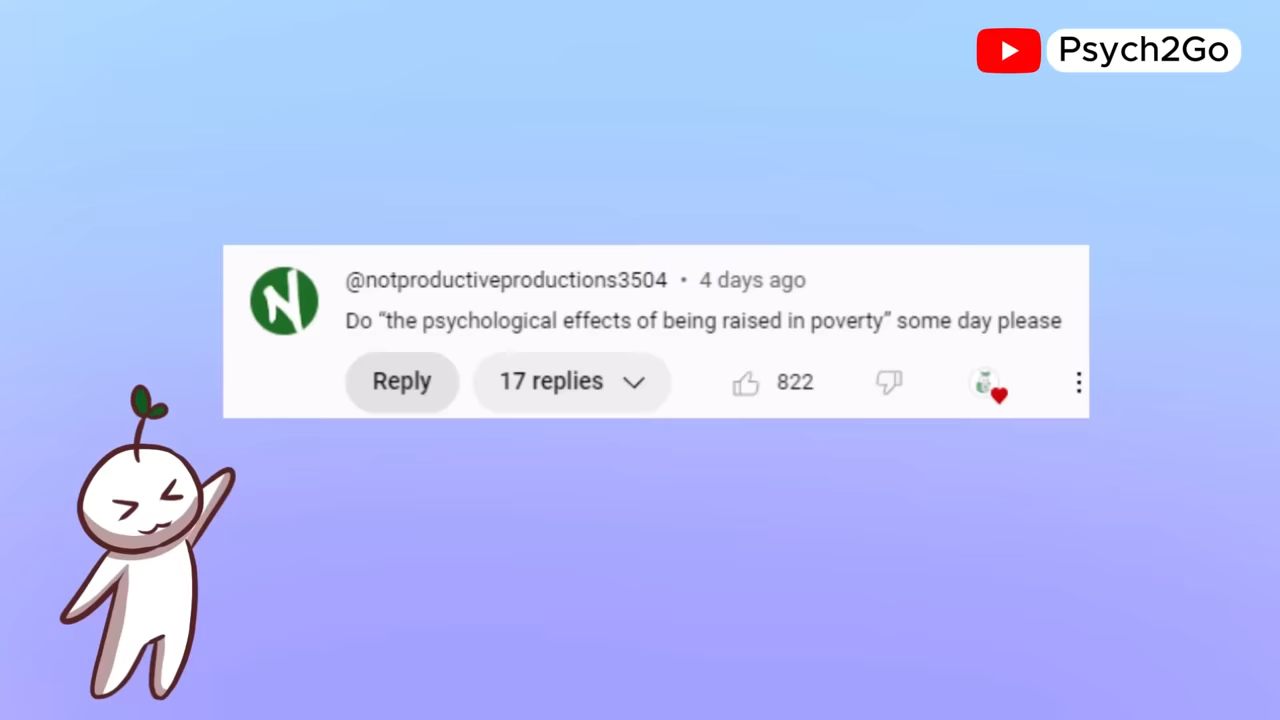 Psych2Go
@notproductiveproductions3504 • 4 days ago
Do “the psychological effects of being raised in poverty” some day please
Reply 17 replies 822
N